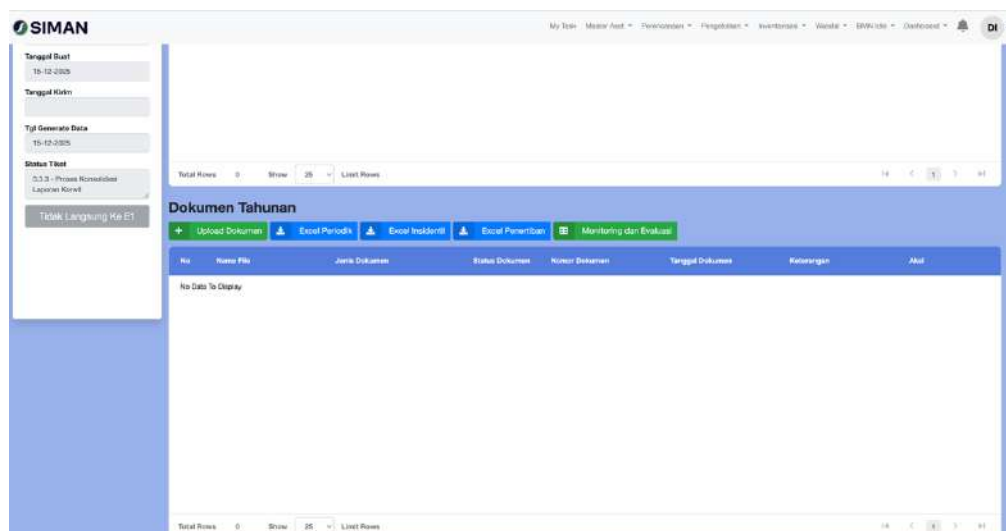 SIMAN
My Task Master Aset Perencanaan Pengelolaan Inventarisasi Wasdal BMN Idle Dashboard DI
Tanggal Buat
15-12-2025
Tanggal Kirim
Tgl Generate Data
15-12-2025
Status Tiket
Proses Konsolidasi
Laporan Korwil
Tidak Langsung Ke E1
Total Rows 0 Show 25 Limit Rows 1
Dokumen Tahunan
Upload Dokumen Excel Periodik Excel Insidentil Excel Penertiban Monitoring dan Evaluasi
No Nama File Jenis Dokumen Status Dokumen Nomor Dokumen Tanggal Dokumen Keterangan Aksi
No Data To Display
Total Rows 0 Show 25 Limit Rows 1